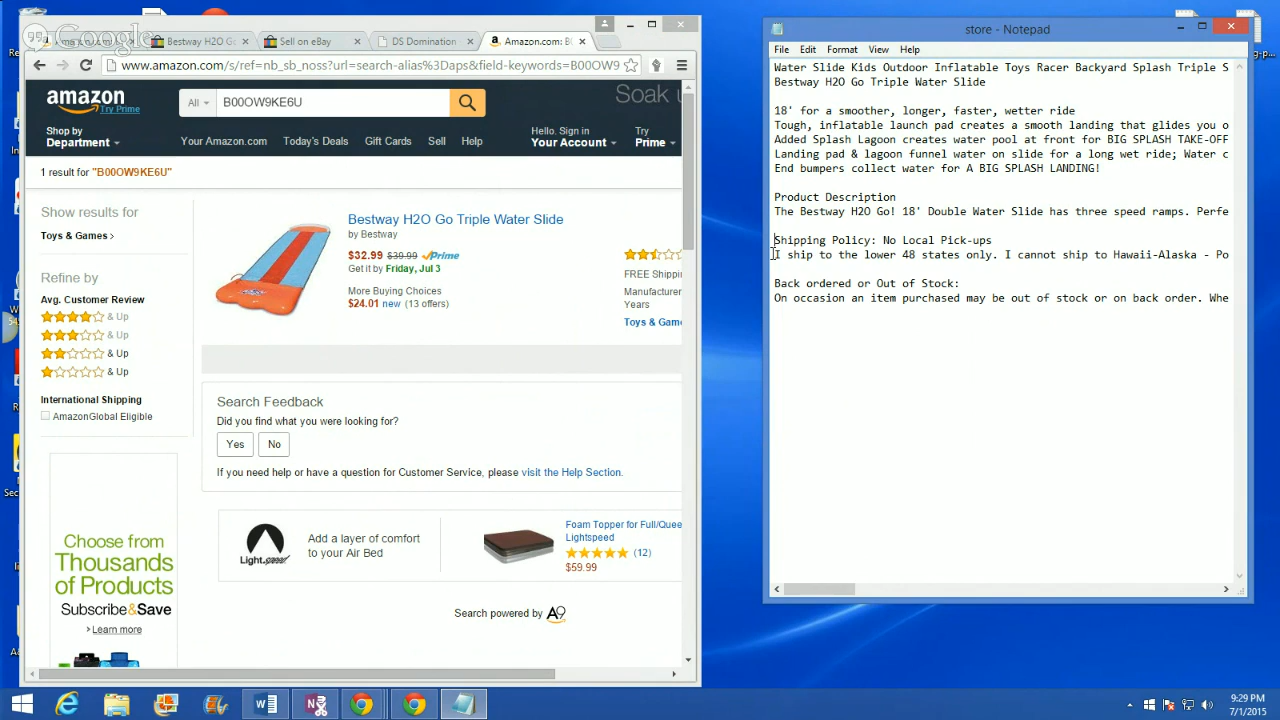 Google
Amazon.com
Bestway H2O G
Sell on eBay
DS Domination
Amazon.com: B
www.amazon.com/s/ref=nb_sb_noss?url=search-alias%3Daps&field-keywords=B00OW9
amazon
Try Prime
All
B00OW9KE6U
Soak u
Shop by
Department
Your Amazon.com
Today's Deals
Gift Cards
Sell
Help
Hello. Sign in
Your Account
Try
Prime
1 result for "B00OW9KE6U"
Show results for
Toys & Games >
Refine by
Avg. Customer Review
& Up
& Up
& Up
& Up
International Shipping
AmazonGlobal Eligible
Choose from
Thousands
of Products
Subscribe&Save
›Learn more
Bestway H2O Go Triple Water Slide
by Bestway
$32.99 Prime
Get it by Friday, Jul 3
More Buying Choices
$24.01 new (13 offers)
FREE Shippi
Manufacturer
Years
Toys & Game
Search Feedback
Did you find what you were looking for?
Yes
No
If you need help or have a question for Customer Service, please visit the Help Section.
Light
Add a layer of comfort
to your Air Bed
Foam Topper for Full/Quee
Lightspeed
(12)
$59.99
Search powered by A9
store - Notepad
File Edit Format View Help
Water Slide Kids Outdoor Inflatable Toys Racer Backyard Splash Triple S
Bestway H2O Go Triple Water Slide
18' for a smoother, longer, faster, wetter ride
Tough, inflatable launch pad creates a smooth landing that glides you o
Added Splash Lagoon creates water pool at front for BIG SPLASH TAKE-OFF
Landing pad & lagoon funnel water on slide for a long wet ride; Water c
End bumpers collect water for A BIG SPLASH LANDING!
Product Description
The Bestway H2O Go! 18' Double Water Slide has three speed ramps. Perfe
Shipping Policy: No Local Pick-ups
I ship to the lower 48 states only. I cannot ship to Hawaii-Alaska - Po
Back ordered or Out of Stock:
On occasion an item purchased may be out of stock or on back order. Whe
9:29 PM
7/1/2015